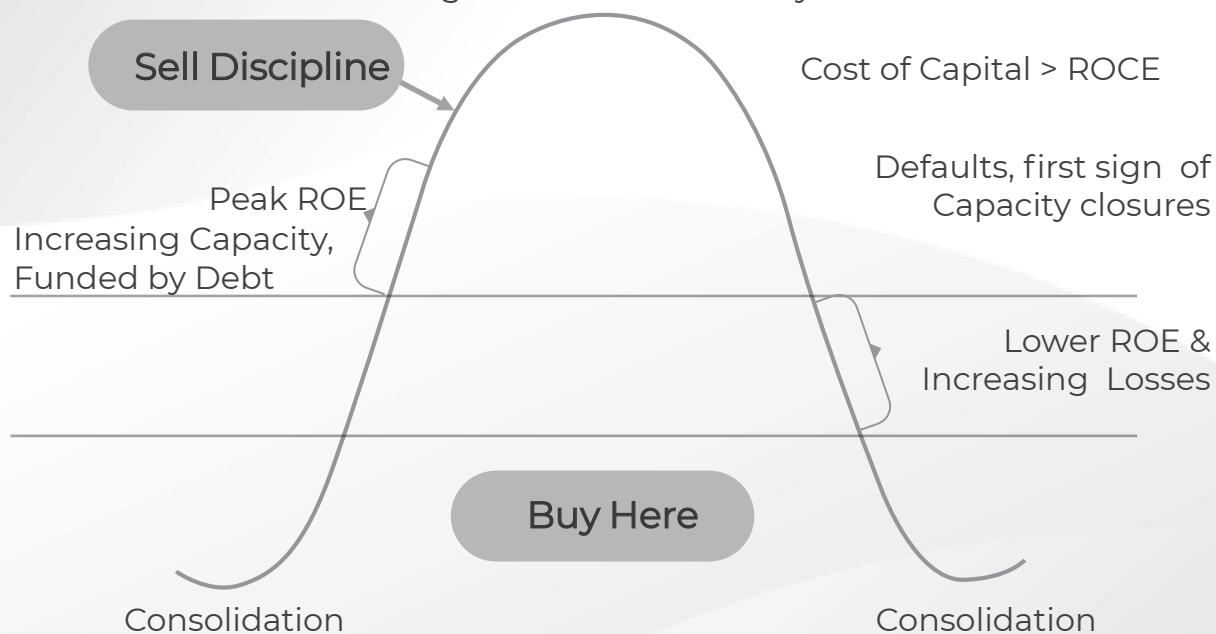 Sell Discipline
Cost of Capital > ROCE
Defaults, first sign of
Capacity closures
Peak ROE
Increasing Capacity,
Funded by Debt
Lower ROE &
Increasing Losses
Buy Here
Consolidation
Consolidation